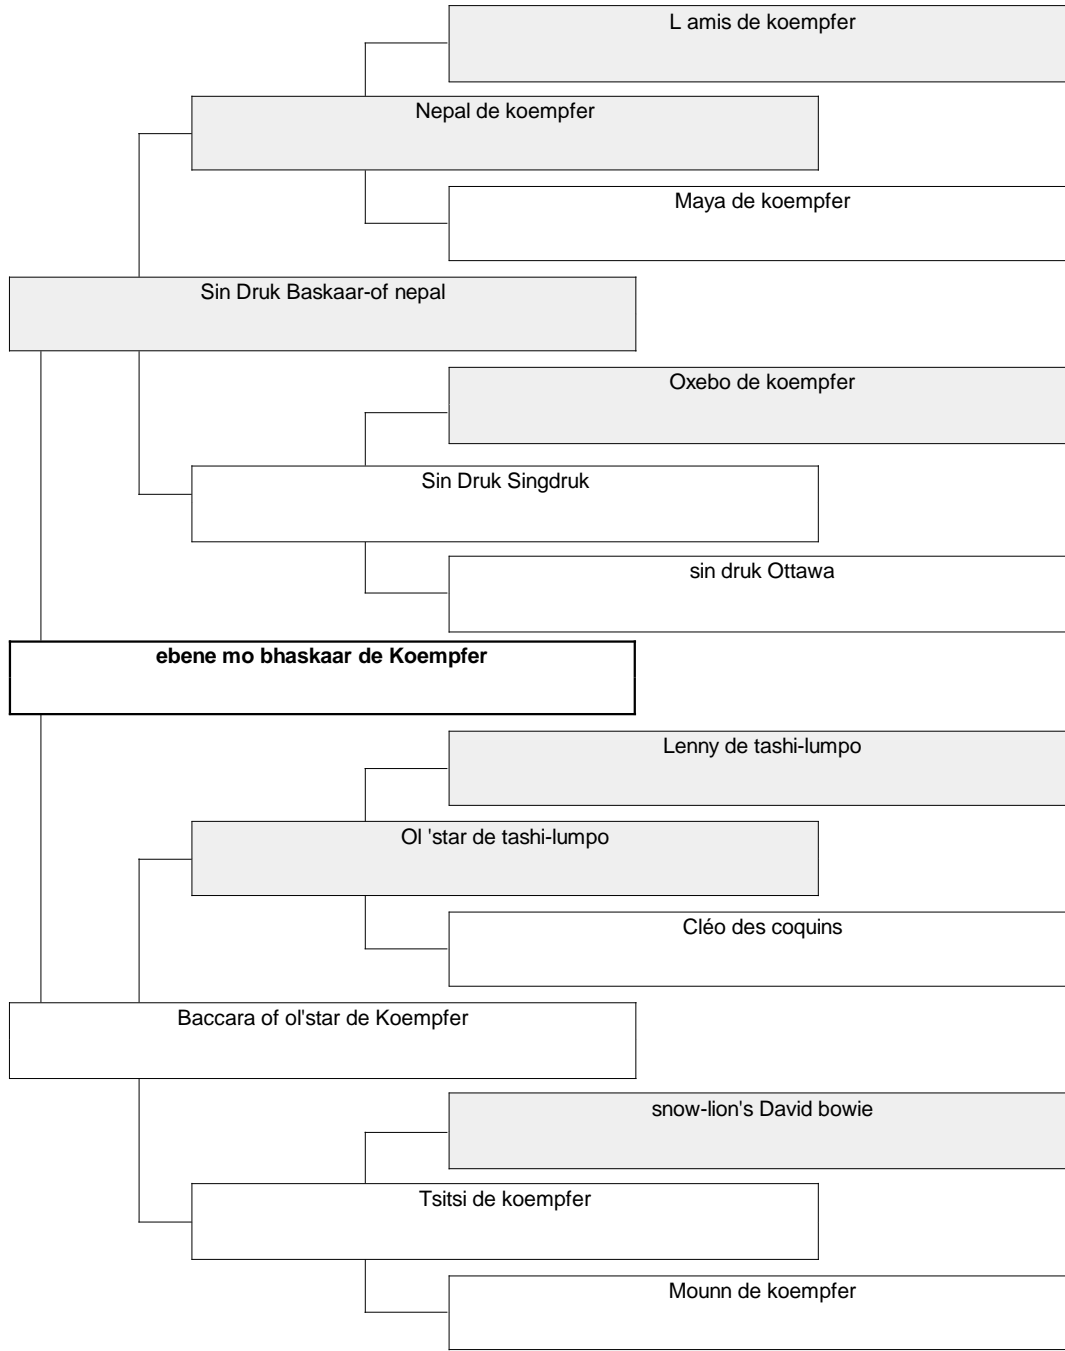 L amis de koempfer
Nepal de koempfer
Maya de koempfer
Sin Druk Baskaar-of nepal
Oxebo de koempfer
Sin Druk Singdruk
sin druk Ottawa
ebene mo bhaskaar de Koempfer
Lenny de tashi-lumpo
Ol 'star de tashi-lumpo
Cléo des coquins
Baccara of ol'star de Koempfer
snow-lion's David bowie
Tsitsi de koempfer
Mounn de koempfer